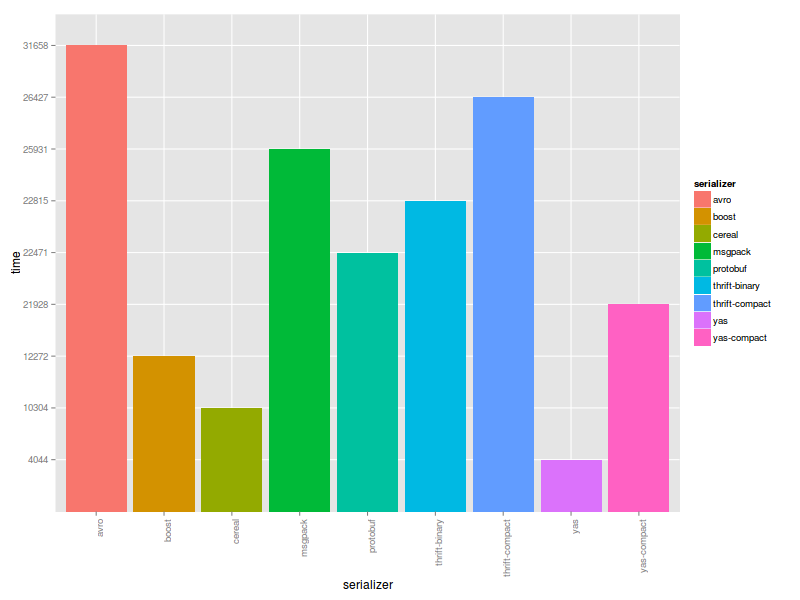 31658
26427
25931
22815
22471
21928
12272
10304
4044
time
avro
boost
cereal
msgpack
protobuf
thrift-binary
thrift-compact
yas
yas-compact
serializer
serializer
avro
boost
cereal
msgpack
protobuf
thrift-binary
thrift-compact
yas
yas-compact